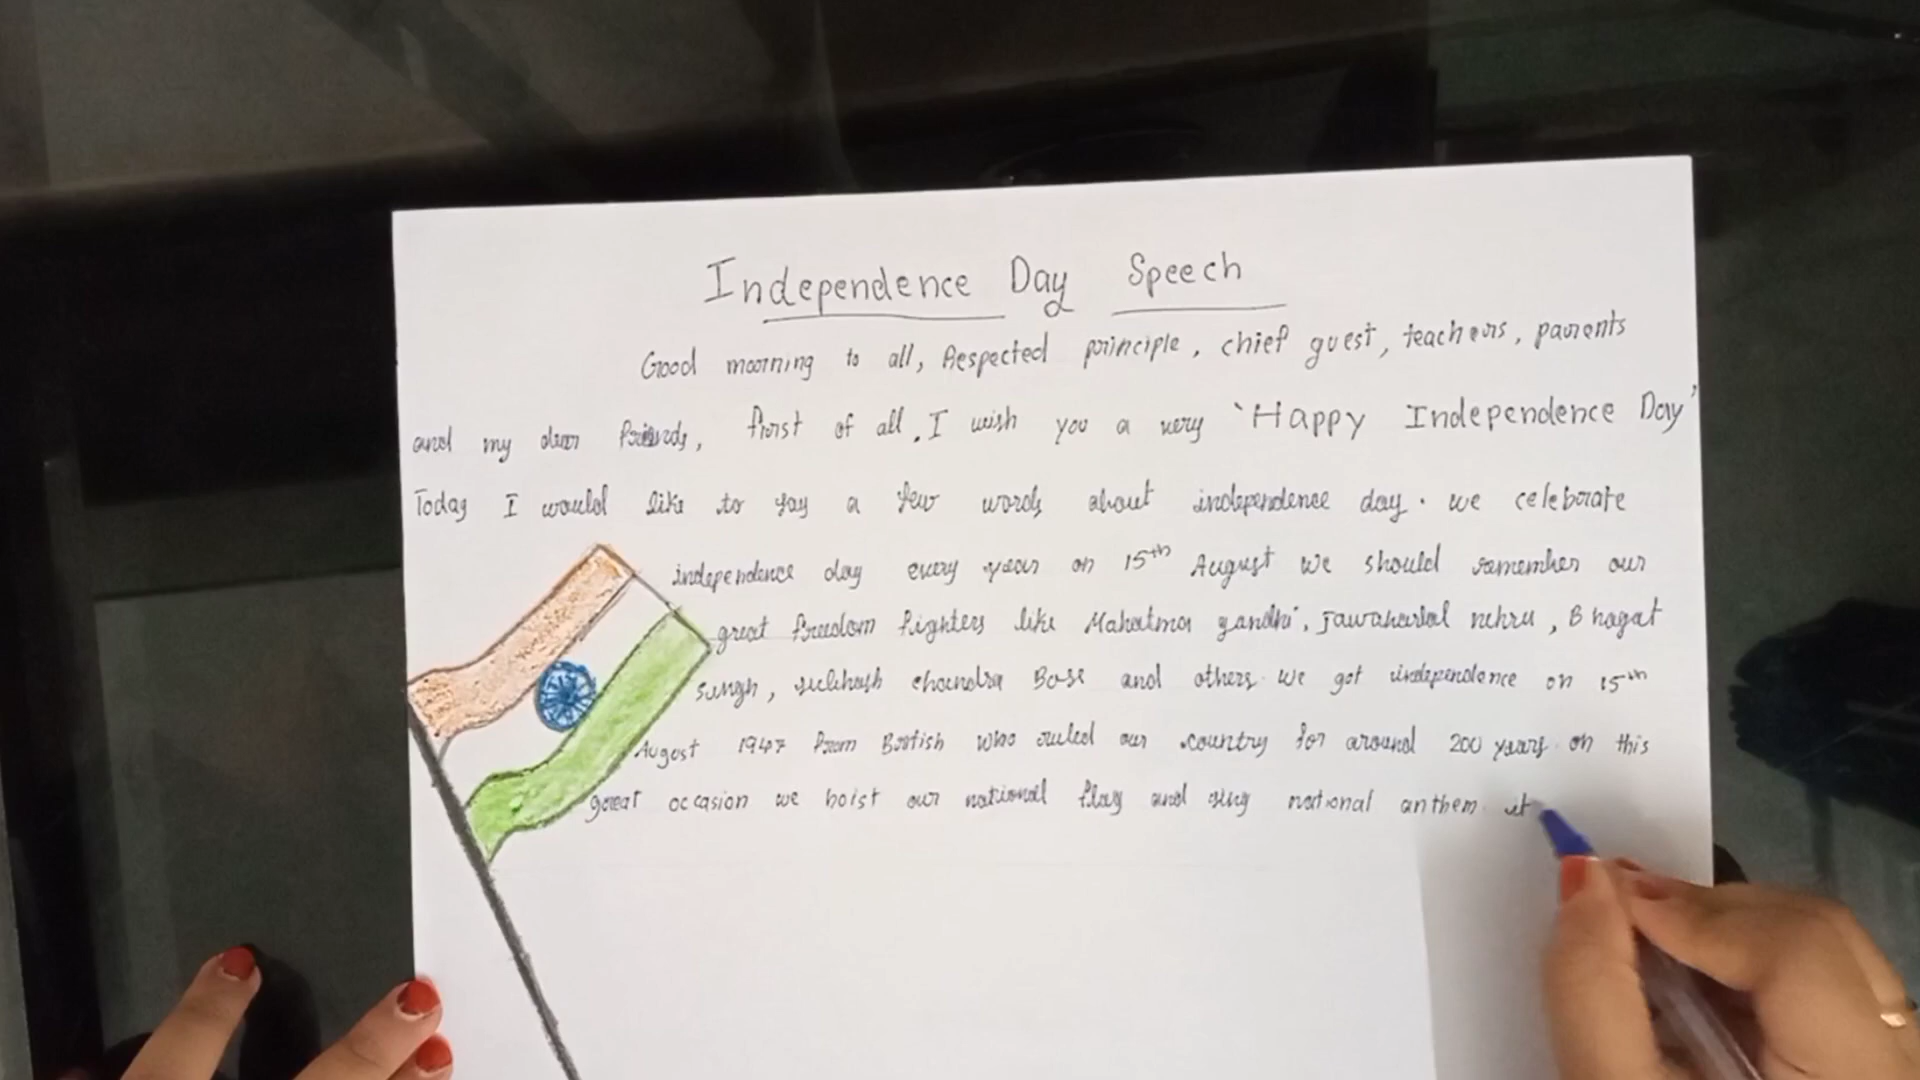 Independence Day Speech
Good morning to all, Respected principle, chief guest, teachers, parents
and my dear friends, first of all, I wish you a very 'Happy Independence Day'
Today I would like to say a few words about independence day. we celebrate
independence day every year on 15th August we should remember our
great freedom fighters like Mahatma gandhi, Jawaharlal nehru, Bhagat
singh, subhash chandra Bose and others. we got independence on 15th
August 1947 from British who ruled our country for around 200 years. on this
great occasion we hoist our national flag and sing national anthem. it